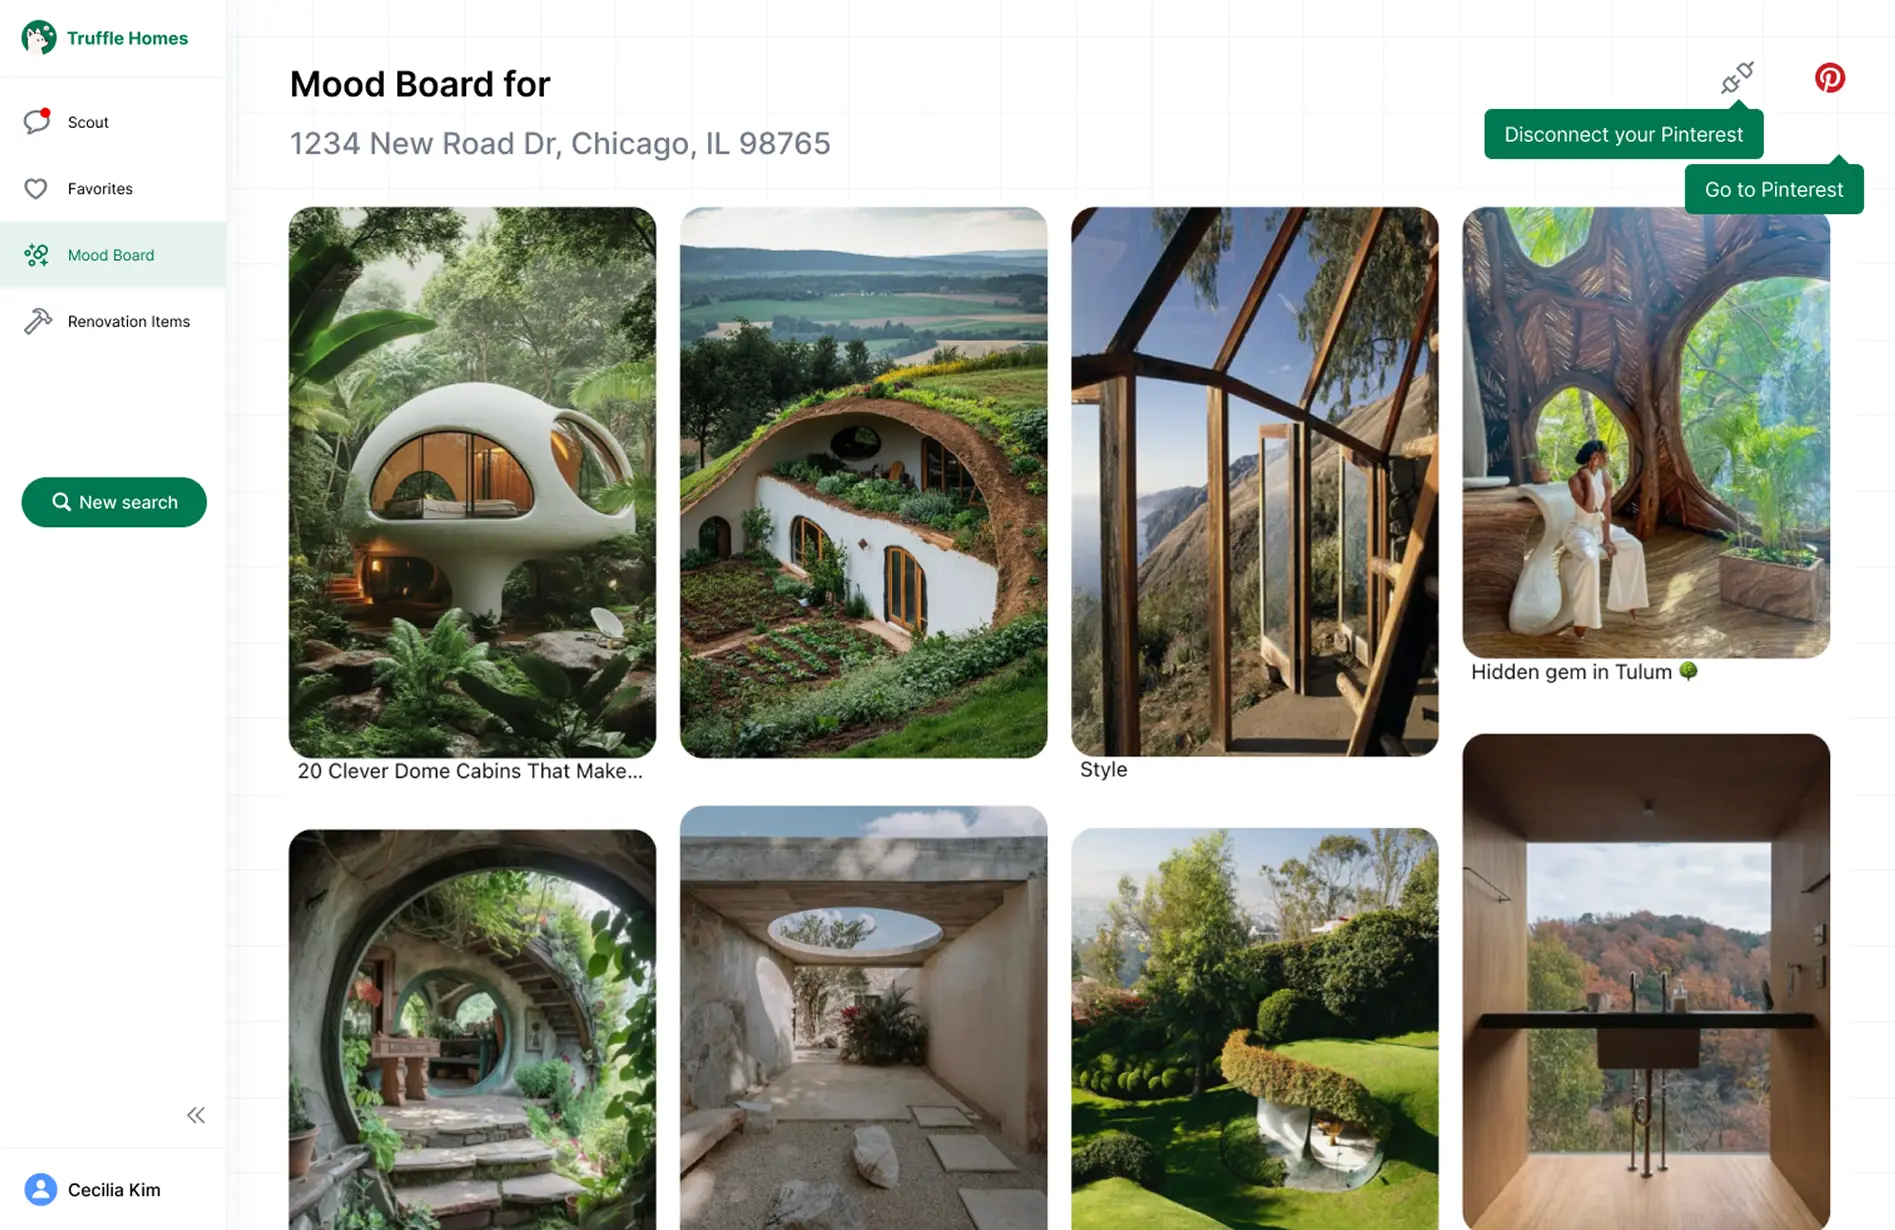 Truffle Homes
Scout
Favorites
Mood Board
Renovation Items
New search
Cecilia Kim
Mood Board for
1234 New Road Dr, Chicago, IL 98765
Disconnect your Pinterest
Go to Pinterest
20 Clever Dome Cabins That Make...
Style
Hidden gem in Tulum 🌳